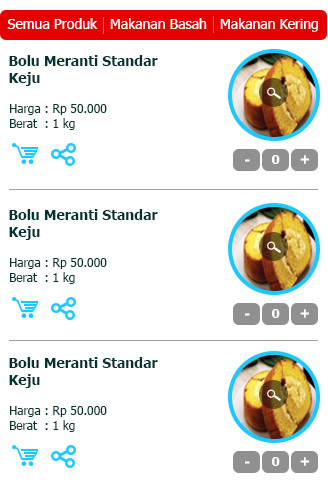 Semua Produk Makanan Basah Makanan Kering
Bolu Meranti Standar
Keju
Harga : Rp 50.000
Berat : 1 kg
- 0 +
Bolu Meranti Standar
Keju
Harga : Rp 50.000
Berat : 1 kg
- 0 +
Bolu Meranti Standar
Keju
Harga : Rp 50.000
Berat : 1 kg
- 0 +